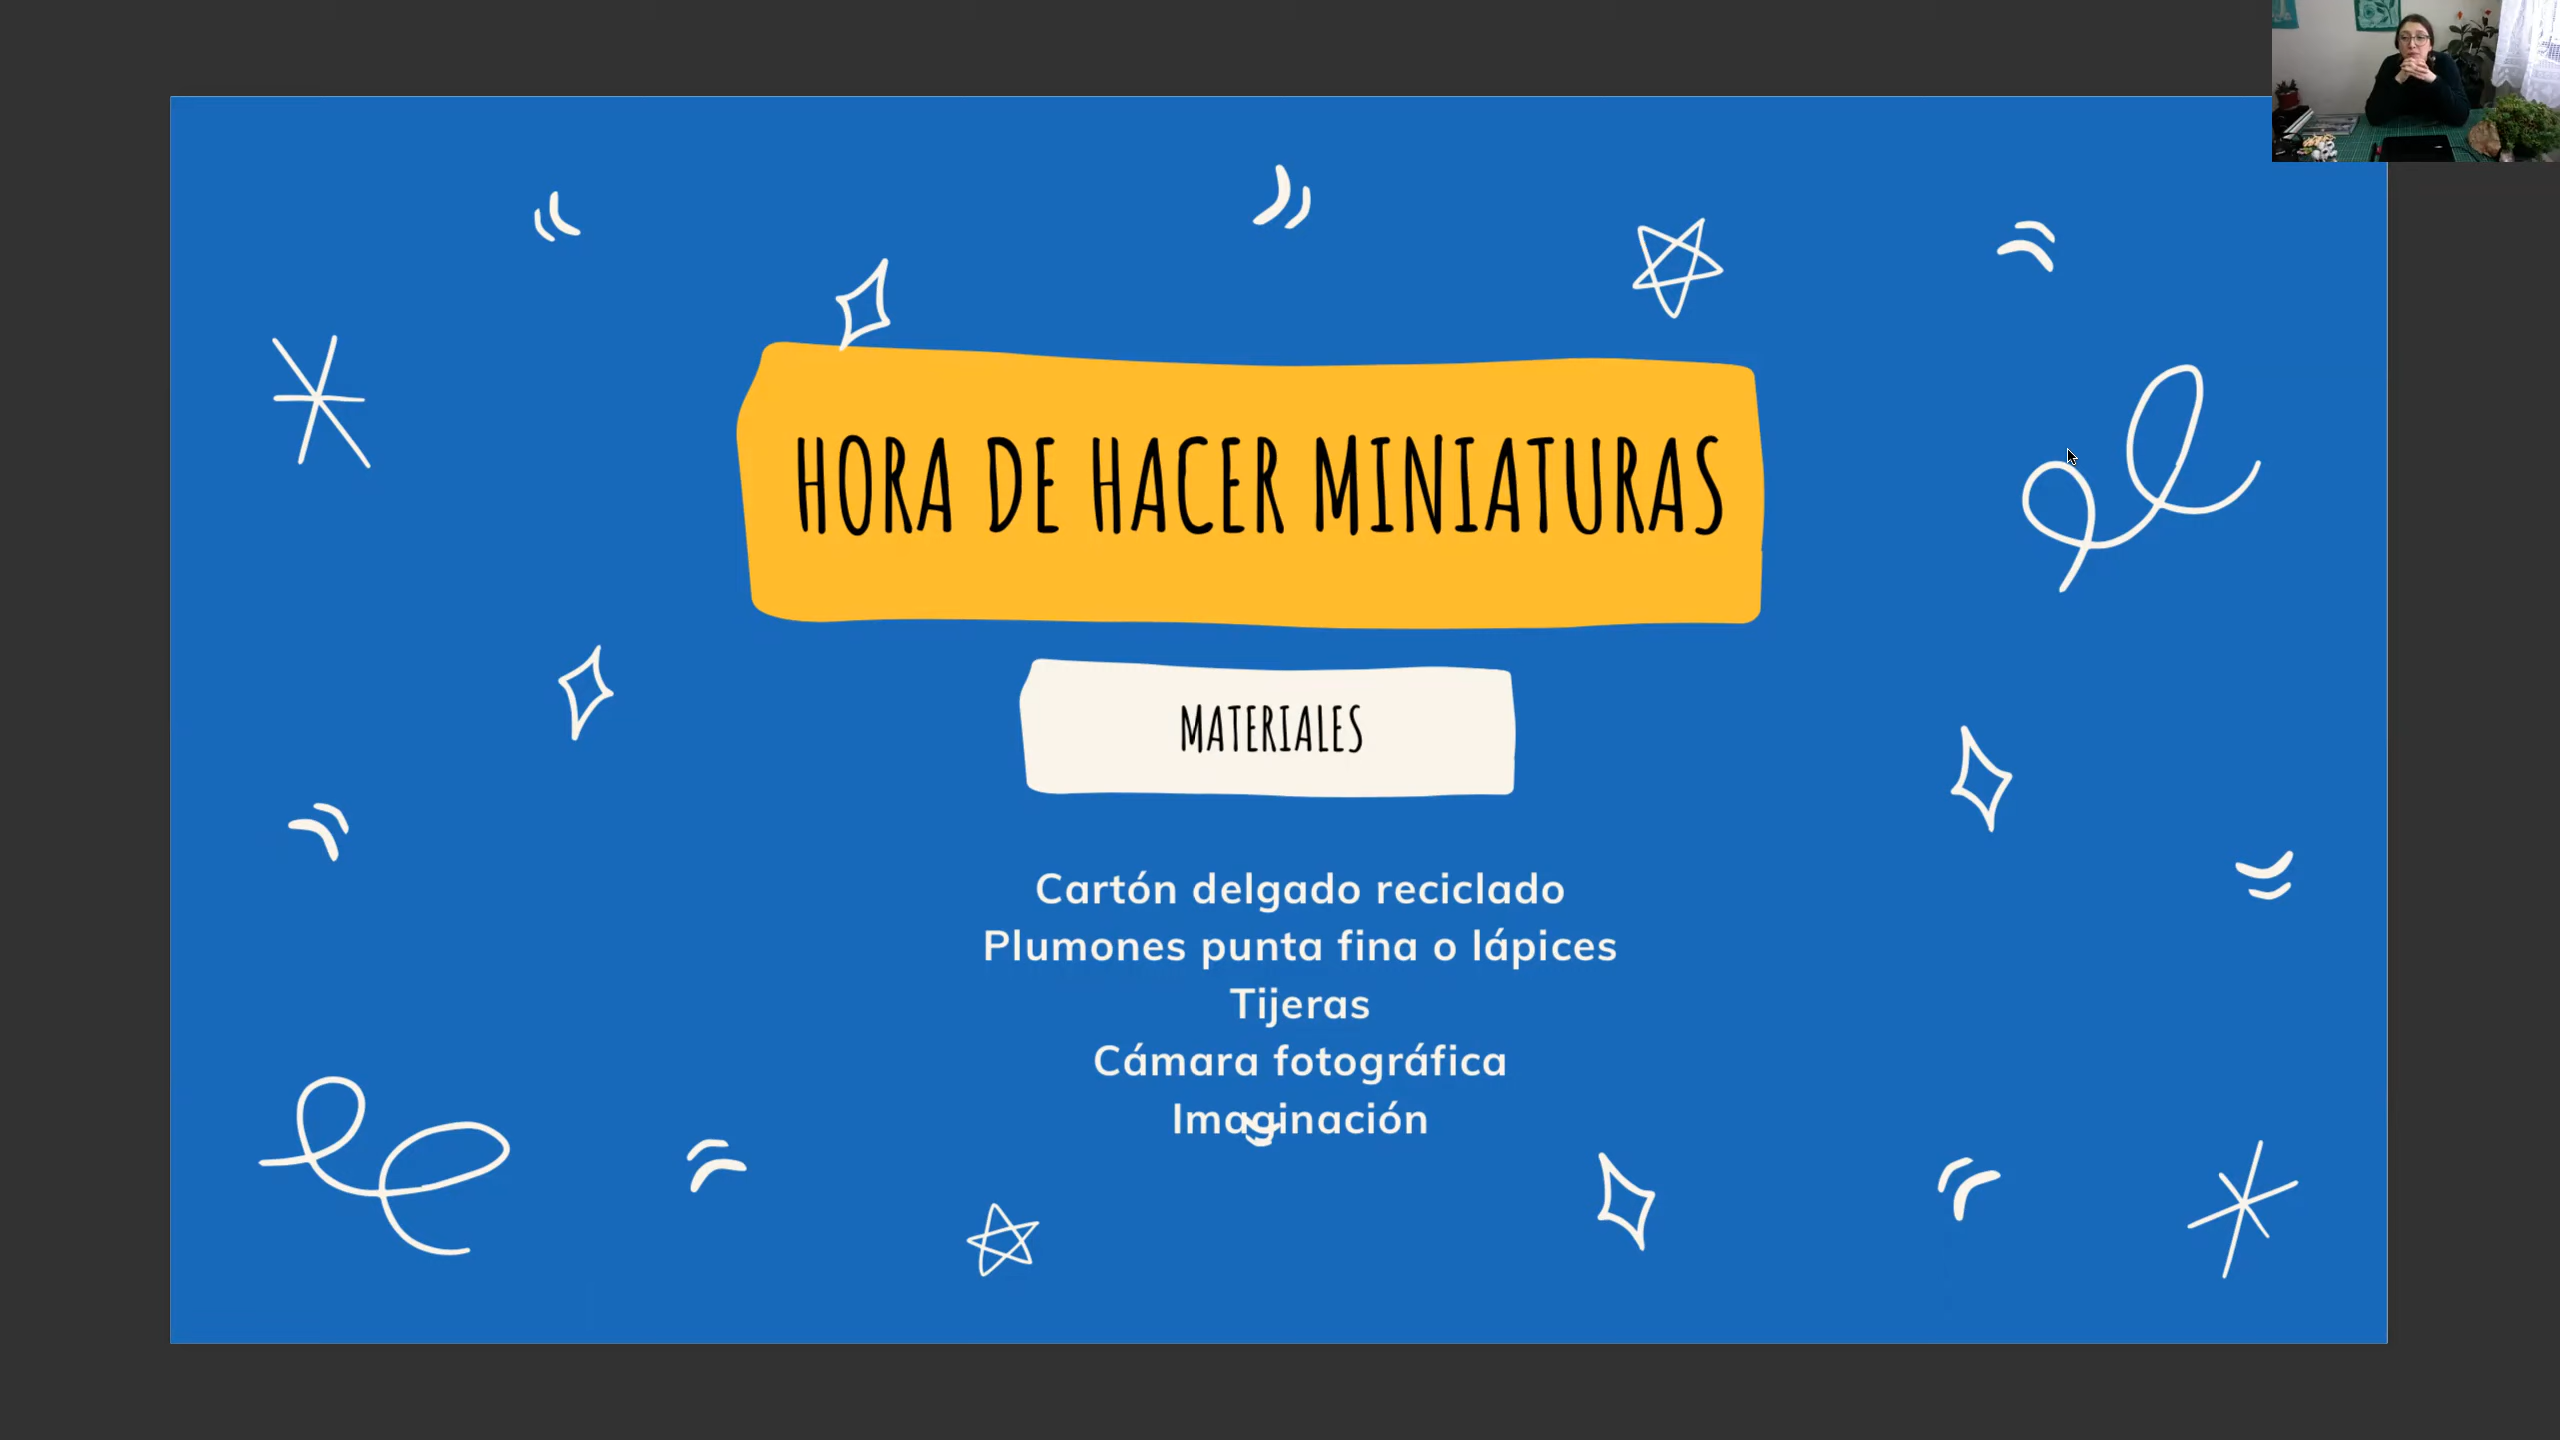 HORA DE HACER MINIATURAS
MATERIALES
Cartón delgado reciclado
Plumones punta fina o lápices
Tijeras
Cámara fotográfica
Imaginación